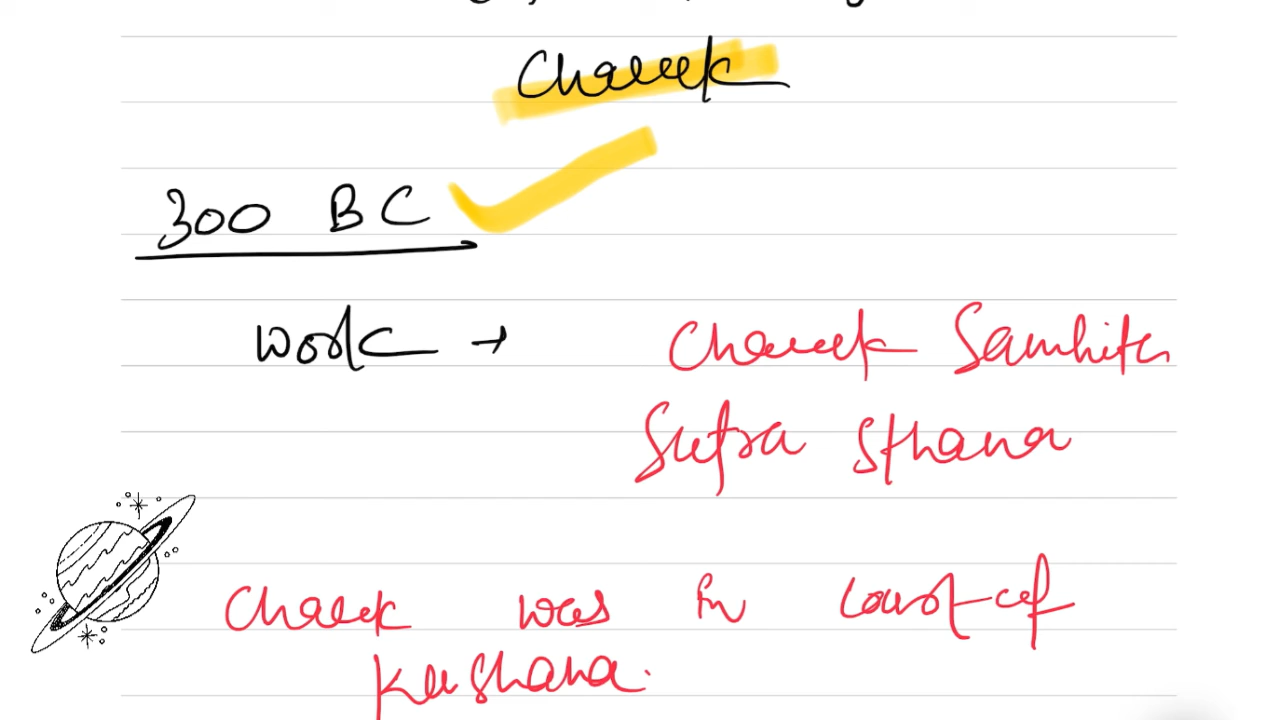 Charak
300 BC
work → Charak Samhita
Sutra Sthana
Charak was in court of
Kushana.